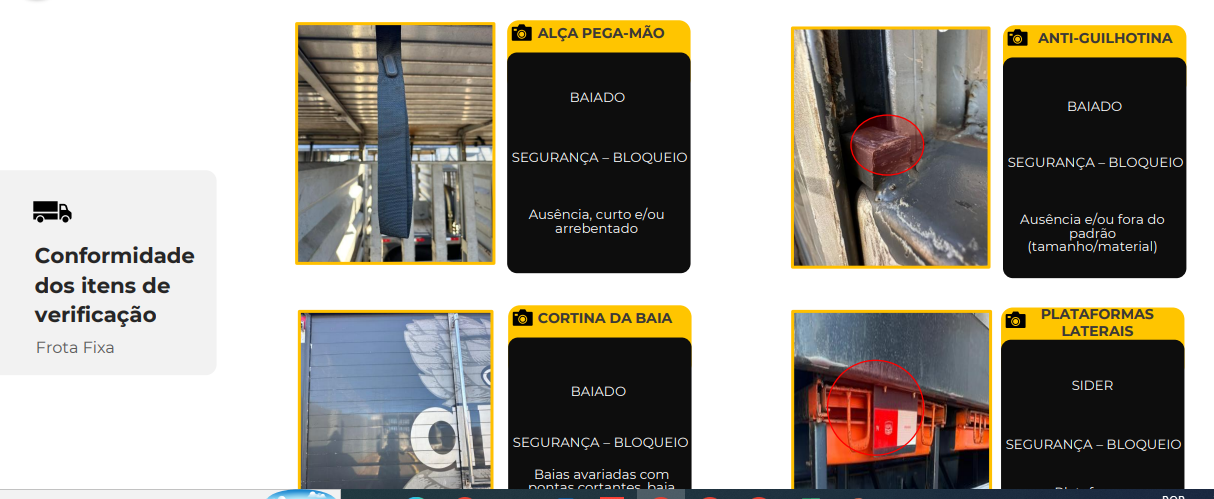 Conformidade
dos itens de
verificação
Frota Fixa
ALÇA PEGA-MÃO
BAIADO
SEGURANÇA – BLOQUEIO
Ausência, curto e/ou
arrebentado
ANTI-GUILHOTINA
BAIADO
SEGURANÇA – BLOQUEIO
Ausência e/ou fora do
padrão
(tamanho/material)
CORTINA DA BAIA
BAIADO
SEGURANÇA – BLOQUEIO
Baias avariadas com
pontas cortantes, baia
PLATAFORMAS
LATERAIS
SIDER
SEGURANÇA – BLOQUEIO
POR